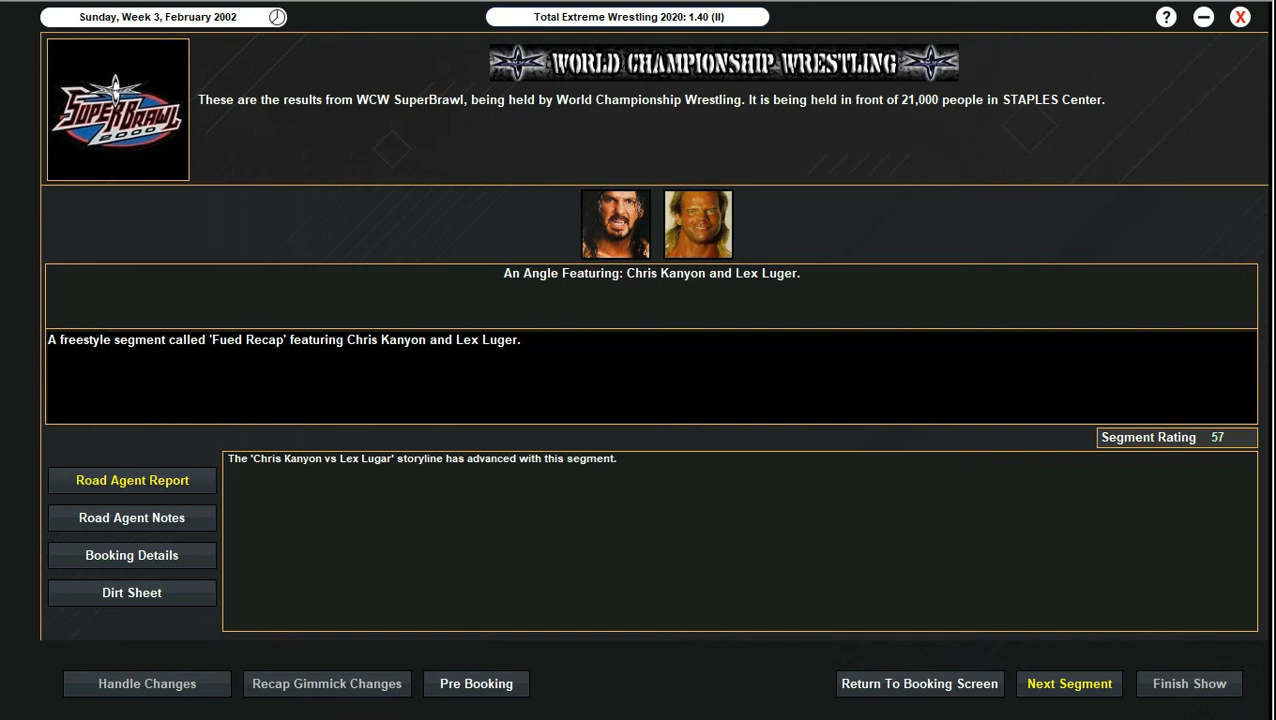 Sunday, Week 3, February 2002
Total Extreme Wrestling 2020: 1.40 (II)
?
X
WORLD CHAMPIONSHIP WRESTLING
SUPERBRAWL
2000
These are the results from WCW SuperBrawl, being held by World Championship Wrestling. It is being held in front of 21,000 people in STAPLES Center.
An Angle Featuring: Chris Kanyon and Lex Luger.
A freestyle segment called 'Fued Recap' featuring Chris Kanyon and Lex Luger.
Segment Rating 57
The 'Chris Kanyon vs Lex Lugar' storyline has advanced with this segment.
Road Agent Report
Road Agent Notes
Booking Details
Dirt Sheet
Handle Changes
Recap Gimmick Changes
Pre Booking
Return To Booking Screen
Next Segment
Finish Show